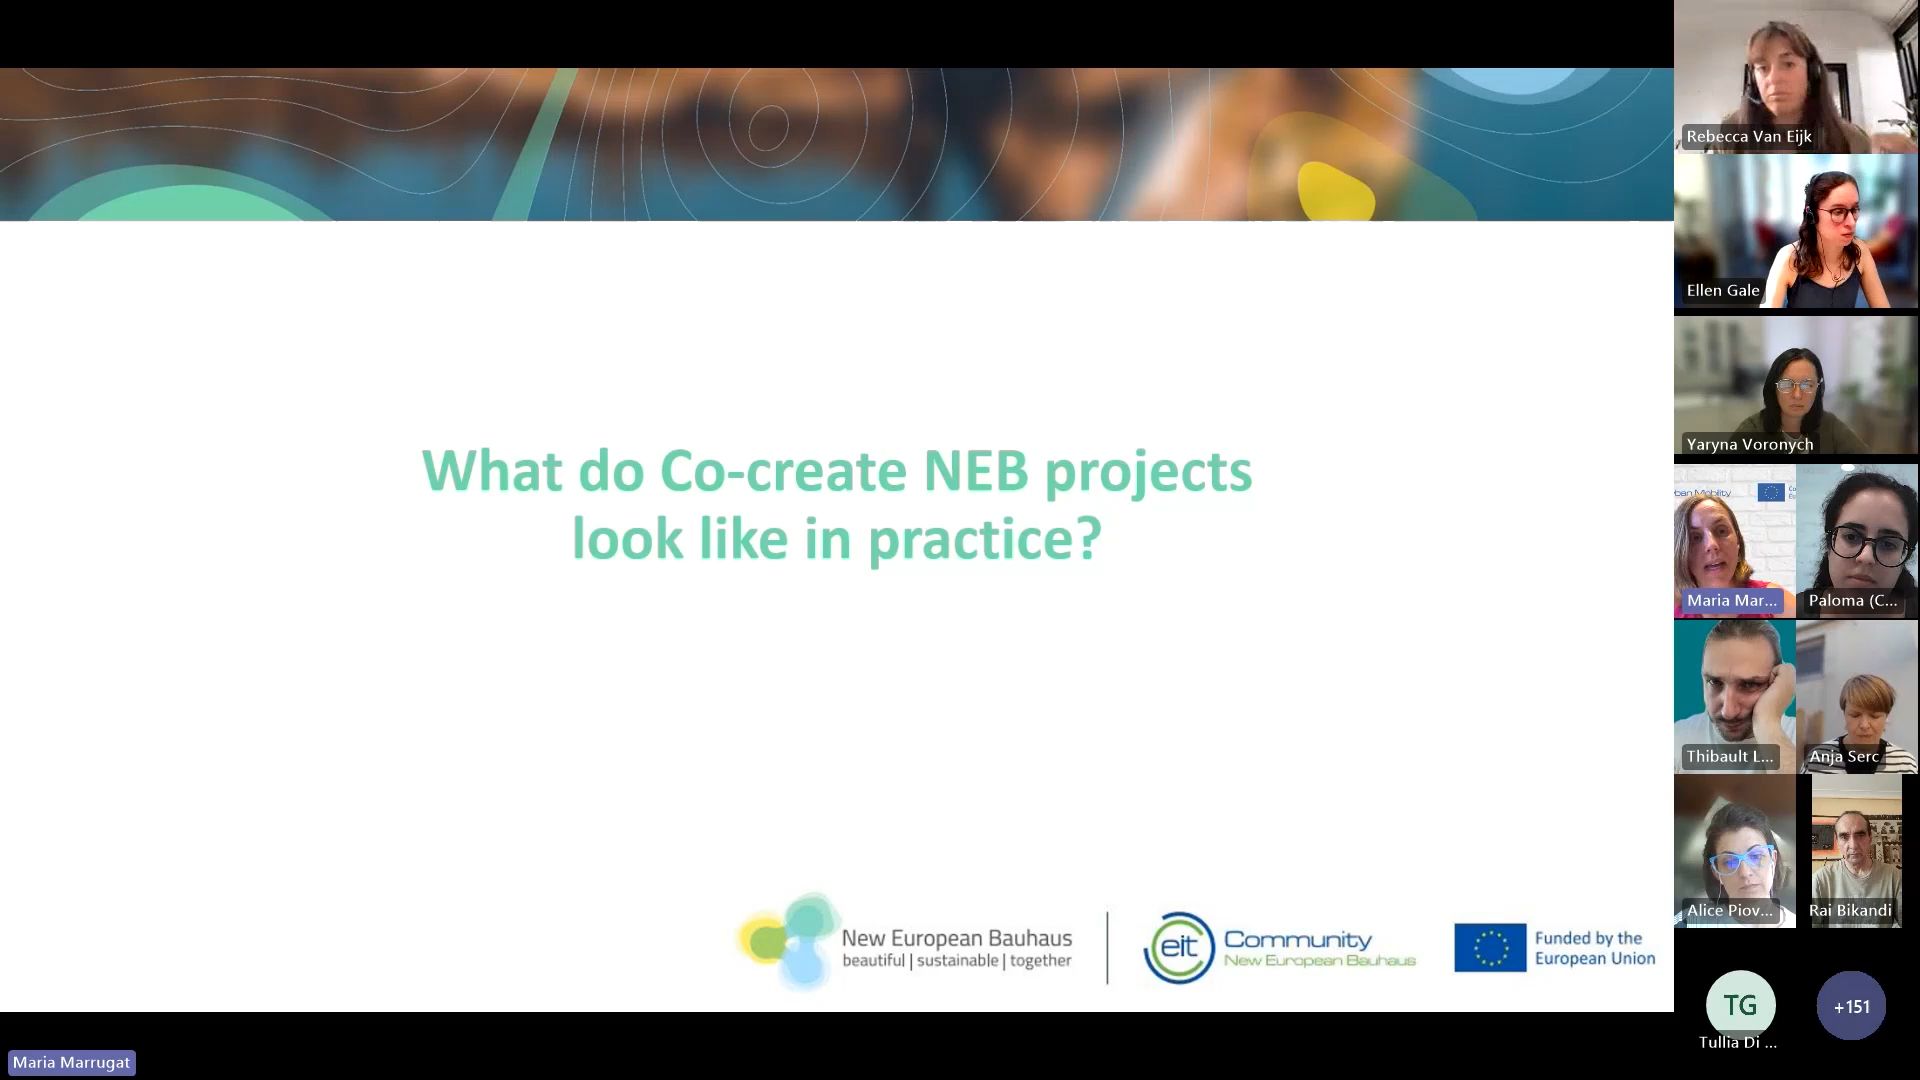 What do Co-create NEB projects
look like in practice?
New European Bauhaus
beautiful | sustainable | together
eit
Community
New European Bauhaus
Funded by the
European Union
Maria Marrugat
Rebecca Van Eijk
Ellen Gale
Yaryna Voronych
ban Mobility
Maria Mar...
Paloma (C...
Thibault L...
Anja Serc
Alice Piov...
Rai Bikandi
TG
Tullia Di ...
+151